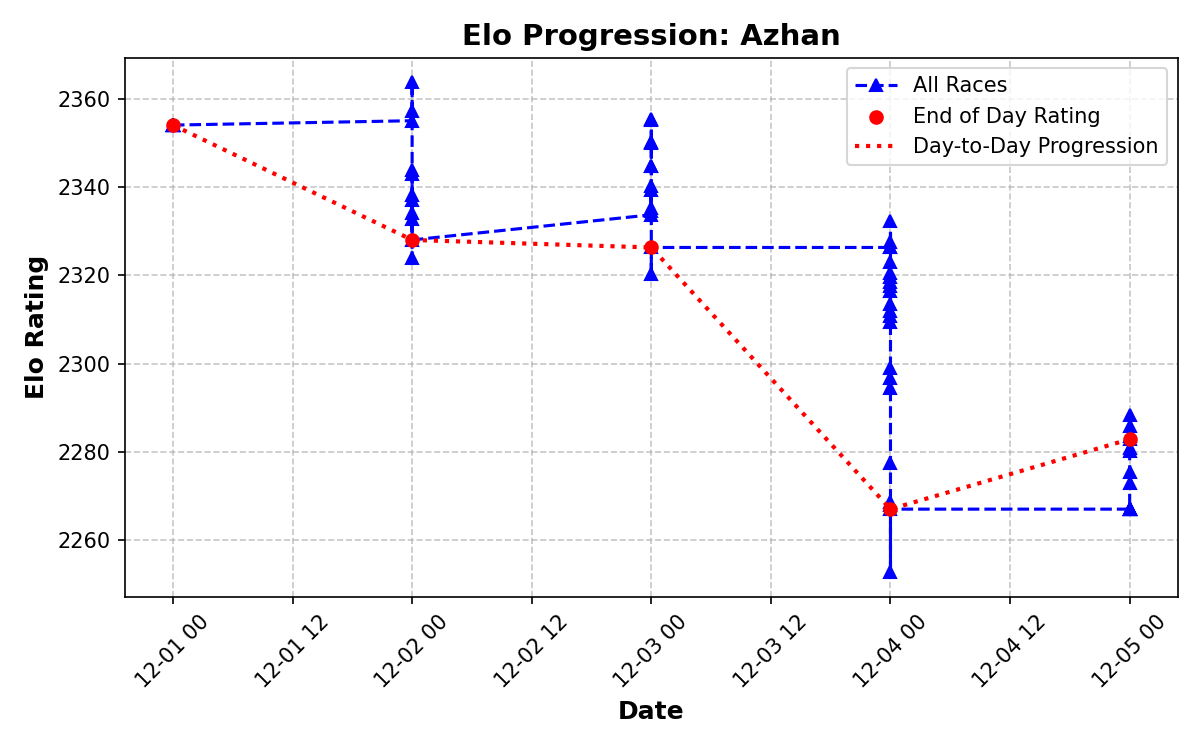 Elo Progression: Azhan
All Races
End of Day Rating
Day-to-Day Progression
Elo Rating
2360
2340
2320
2300
2280
2260
12-01 00
12-01 12
12-02 00
12-02 12
12-03 00
12-03 12
12-04 00
12-04 12
12-05 00
Date